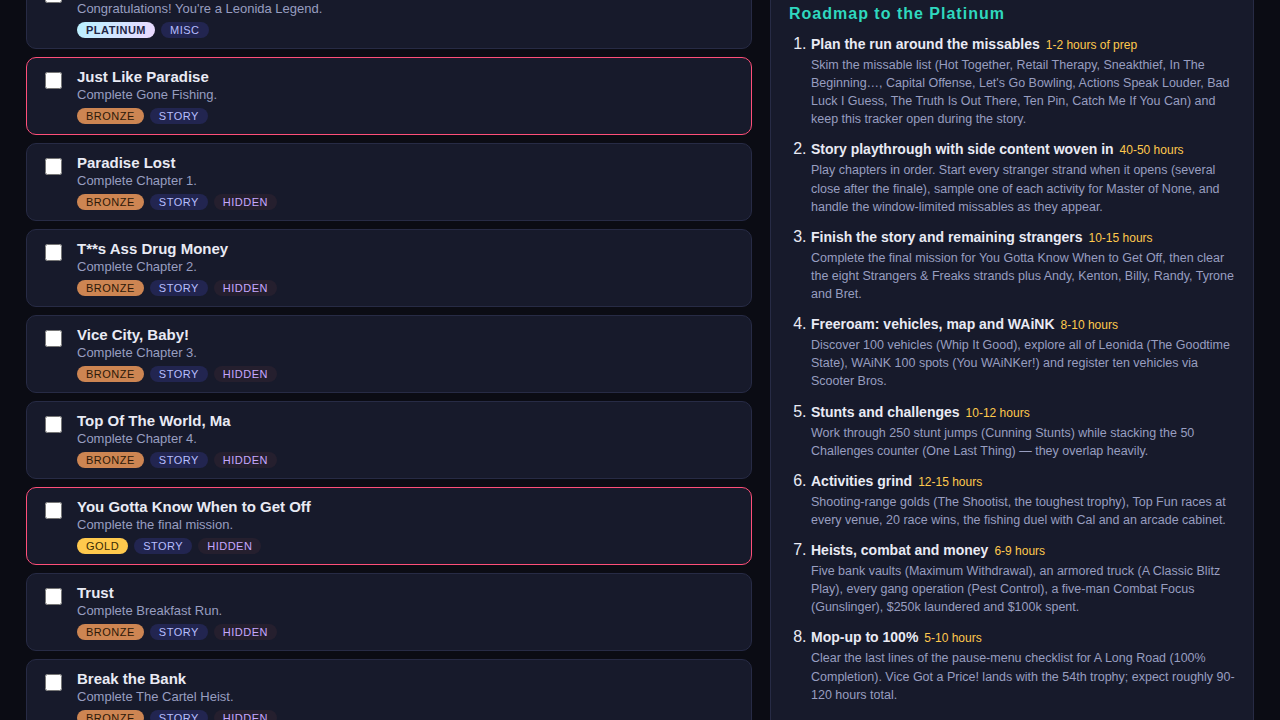 Congratulations! You're a Leonida Legend.
PLATINUM MISC
Just Like Paradise
Complete Gone Fishing.
BRONZE STORY
Paradise Lost
Complete Chapter 1.
BRONZE STORY HIDDEN
T**s Ass Drug Money
Complete Chapter 2.
BRONZE STORY HIDDEN
Vice City, Baby!
Complete Chapter 3.
BRONZE STORY HIDDEN
Top Of The World, Ma
Complete Chapter 4.
BRONZE STORY HIDDEN
You Gotta Know When to Get Off
Complete the final mission.
GOLD STORY HIDDEN
Trust
Complete Breakfast Run.
BRONZE STORY HIDDEN
Break the Bank
Complete The Cartel Heist.
BRONZE STORY HIDDEN
Roadmap to the Platinum
1. Plan the run around the missables 1-2 hours of prep
Skim the missable list (Hot Together, Retail Therapy, Sneakthief, In The
Beginning…, Capital Offense, Let's Go Bowling, Actions Speak Louder, Bad
Luck I Guess, The Truth Is Out There, Ten Pin, Catch Me If You Can) and
keep this tracker open during the story.
2. Story playthrough with side content woven in 40-50 hours
Play chapters in order. Start every stranger strand when it opens (several
close after the finale), sample one of each activity for Master of None, and
handle the window-limited missables as they appear.
3. Finish the story and remaining strangers 10-15 hours
Complete the final mission for You Gotta Know When to Get Off, then clear
the eight Strangers & Freaks strands plus Andy, Kenton, Billy, Randy, Tyrone
and Bret.
4. Freeroam: vehicles, map and WAiNK 8-10 hours
Discover 100 vehicles (Whip It Good), explore all of Leonida (The Goodtime
State), WAiNK 100 spots (You WAiNKer!) and register ten vehicles via
Scooter Bros.
5. Stunts and challenges 10-12 hours
Work through 250 stunt jumps (Cunning Stunts) while stacking the 50
Challenges counter (One Last Thing) — they overlap heavily.
6. Activities grind 12-15 hours
Shooting-range golds (The Shootist, the toughest trophy), Top Fun races at
every venue, 20 race wins, the fishing duel with Cal and an arcade cabinet.
7. Heists, combat and money 6-9 hours
Five bank vaults (Maximum Withdrawal), an armored truck (A Classic Blitz
Play), every gang operation (Pest Control), a five-man Combat Focus
(Gunslinger), $250k laundered and $100k spent.
8. Mop-up to 100% 5-10 hours
Clear the last lines of the pause-menu checklist for A Long Road (100%
Completion). Vice Got a Price! lands with the 54th trophy; expect roughly 90-
120 hours total.